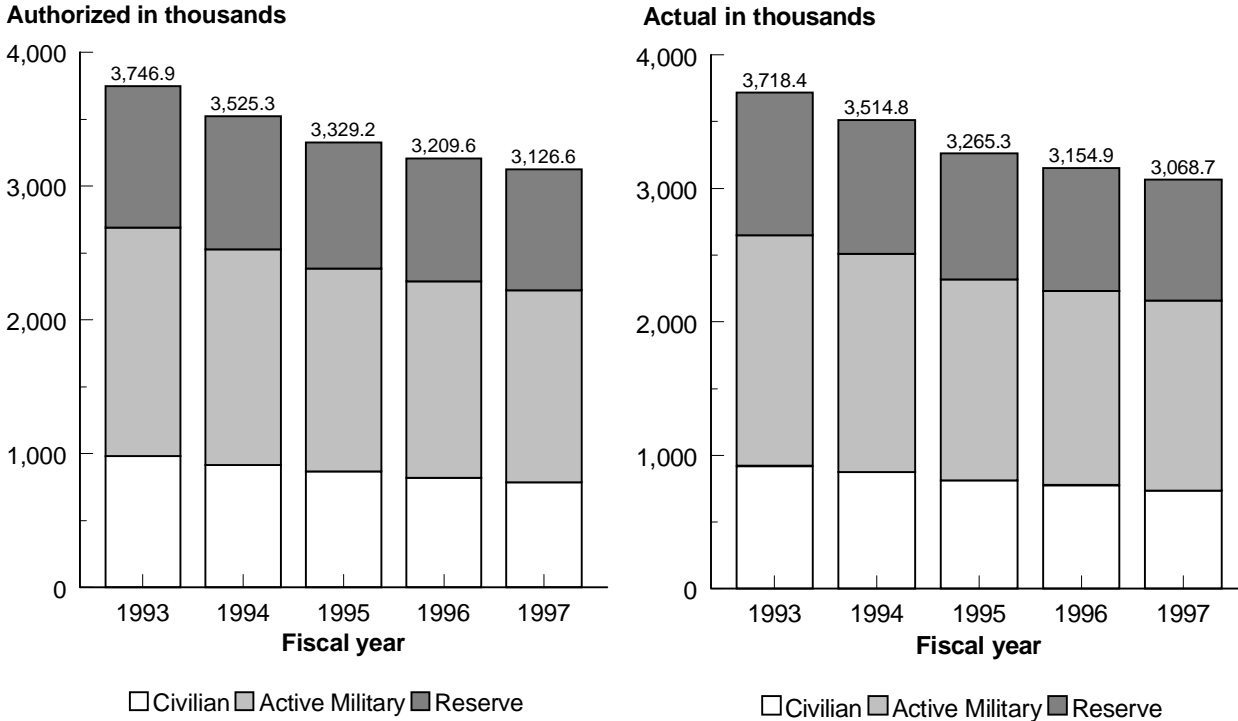 Authorized in thousands
4,000
3,000
2,000
1,000
0
3,746.9
3,525.3
3,329.2
3,209.6
3,126.6
1993 1994 1995 1996 1997
Fiscal year
Civilian Active Military Reserve
Actual in thousands
4,000
3,000
2,000
1,000
0
3,718.4
3,514.8
3,265.3
3,154.9
3,068.7
1993 1994 1995 1996 1997
Fiscal year
Civilian Active Military Reserve